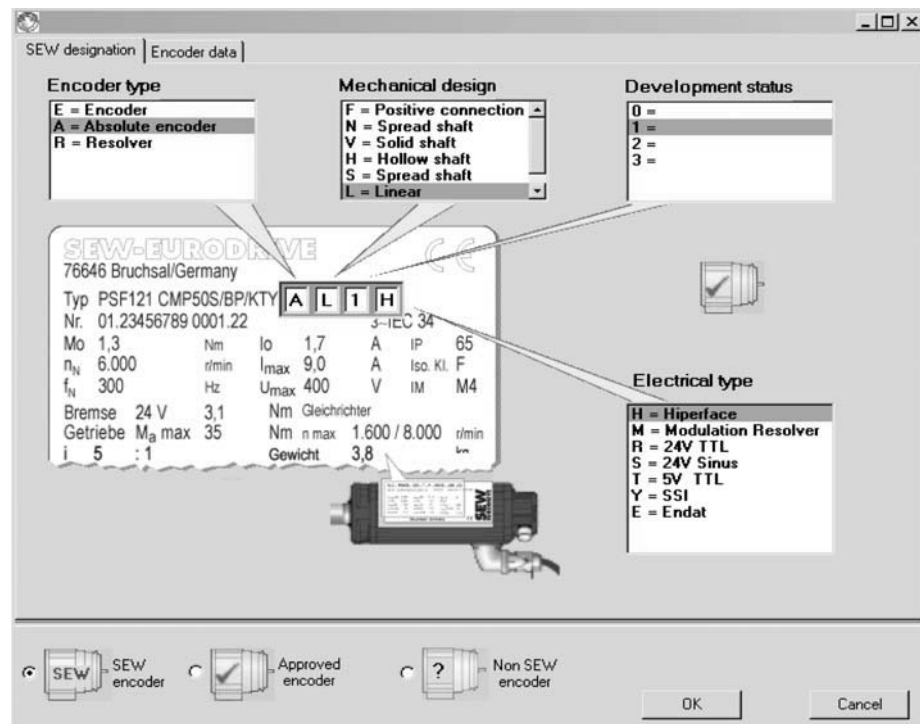 SEW designation Encoder data
Encoder type
E = Encoder
A = Absolute encoder
R = Resolver
Mechanical design
F = Positive connection
N = Spread shaft
V = Solid shaft
H = Hollow shaft
S = Spread shaft
L = Linear
Development status
0 =
1 =
2 =
3 =
SEW-EURODRIVE CE
76646 Bruchsal/Germany
Typ PSF121 CMP50S/BP/KTY A L 1 H
Nr. 01.23456789 0001.22 3~IEC 34
Mo 1,3 Nm Io 1,7 A IP 65
nN 6.000 r/min Imax 9,0 A Iso. Kl. F
fN 300 Hz Umax 400 V IM M4
Bremse 24 V 3,1 Nm Gleichrichter
Getriebe Ma max 35 Nm n max 1.600 / 8.000 r/min
i 5 : 1 Gewicht 3,8 kg
Electrical type
H = Hiperface
M = Modulation Resolver
R = 24V TTL
S = 24V Sinus
T = 5V TTL
Y = SSI
E = Endat
SEW
SEW SEW encoder
Approved encoder
? Non SEW encoder
OK Cancel